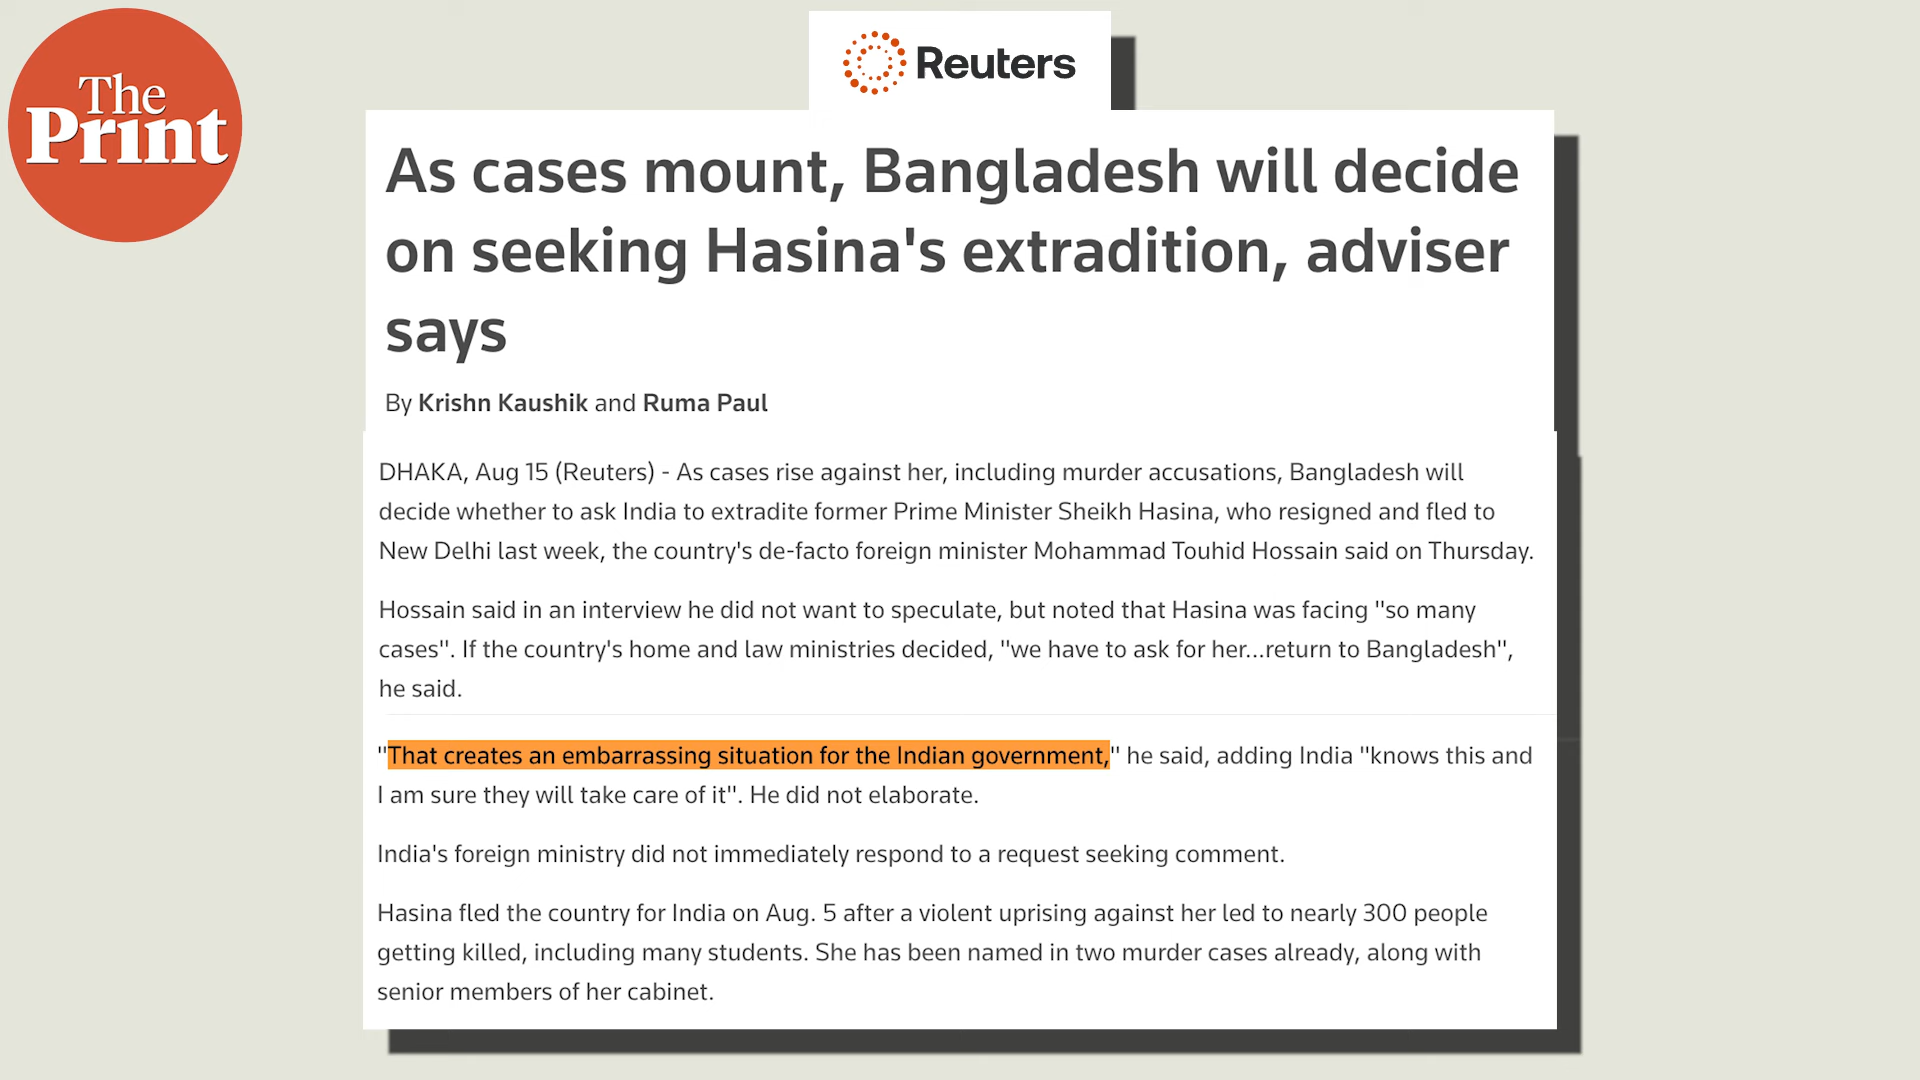 The
Print
Reuters
As cases mount, Bangladesh will decide
on seeking Hasina's extradition, adviser
says
By Krishn Kaushik and Ruma Paul
DHAKA, Aug 15 (Reuters) - As cases rise against her, including murder accusations, Bangladesh will
decide whether to ask India to extradite former Prime Minister Sheikh Hasina, who resigned and fled to
New Delhi last week, the country's de-facto foreign minister Mohammad Touhid Hossain said on Thursday.
Hossain said in an interview he did not want to speculate, but noted that Hasina was facing "so many
cases". If the country's home and law ministries decided, "we have to ask for her...return to Bangladesh",
he said.
"That creates an embarrassing situation for the Indian government," he said, adding India "knows this and
I am sure they will take care of it". He did not elaborate.
India's foreign ministry did not immediately respond to a request seeking comment.
Hasina fled the country for India on Aug. 5 after a violent uprising against her led to nearly 300 people
getting killed, including many students. She has been named in two murder cases already, along with
senior members of her cabinet.